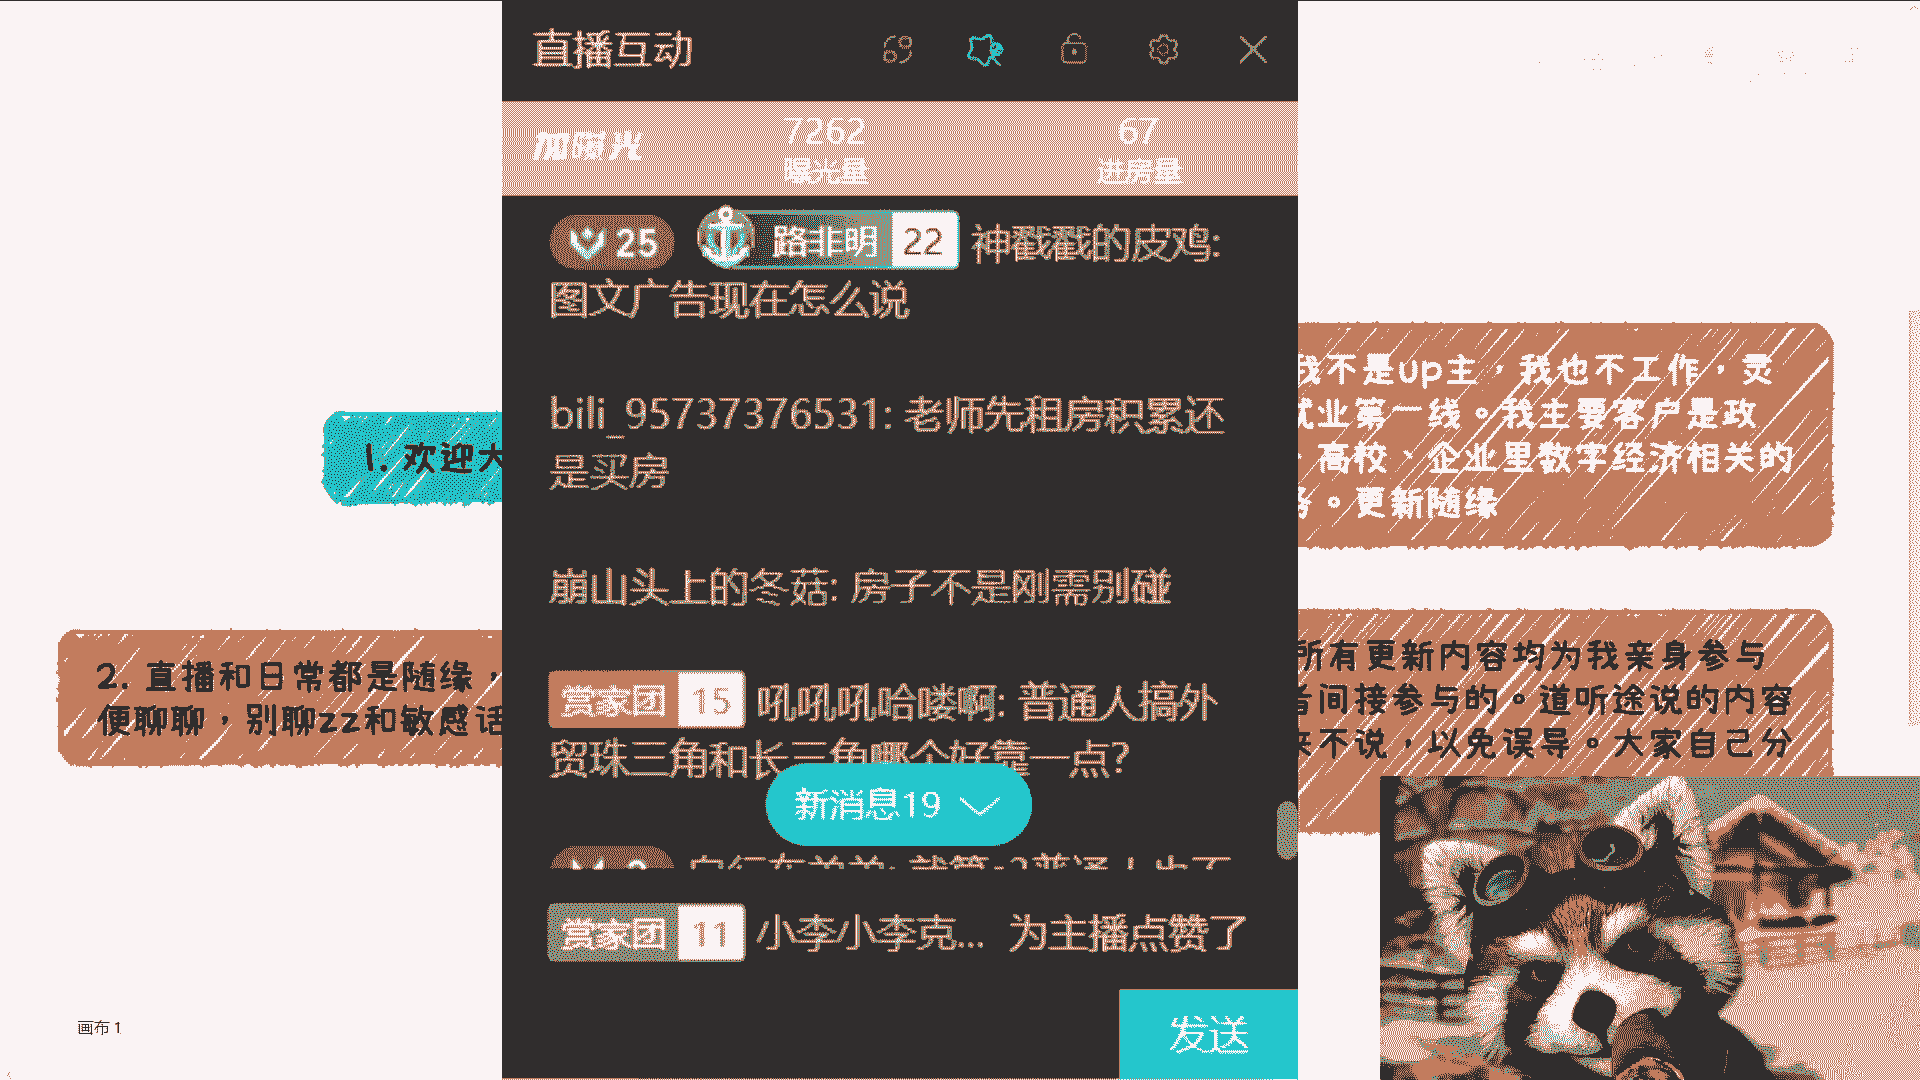 直播互动
加曝光
7262
曝光量
67
进房量
25 路非明 22 神戳戳的皮鸡:
图文广告现在怎么说
bili_95737376531: 老师先租房积累还
是买房
崩山头上的冬菇: 房子不是刚需别碰
赏家团 15 吼吼吼哈喽啊: 普通人搞外
贸珠三角和长三角哪个好靠一点?
新消息19
赏家团 11 小李小李克... 为主播点赞了
发送
1. 欢迎大
2. 直播和日常都是随缘，
便聊聊，别聊zz和敏感话
我不是up主，我也不工作，灵
就业第一线。我主要客户是政
、高校、企业里数字经济相关的
务。更新随缘
所有更新内容均为我亲身参与
者间接参与的。道听途说的内容
来不说，以免误导。大家自己分
画布 1